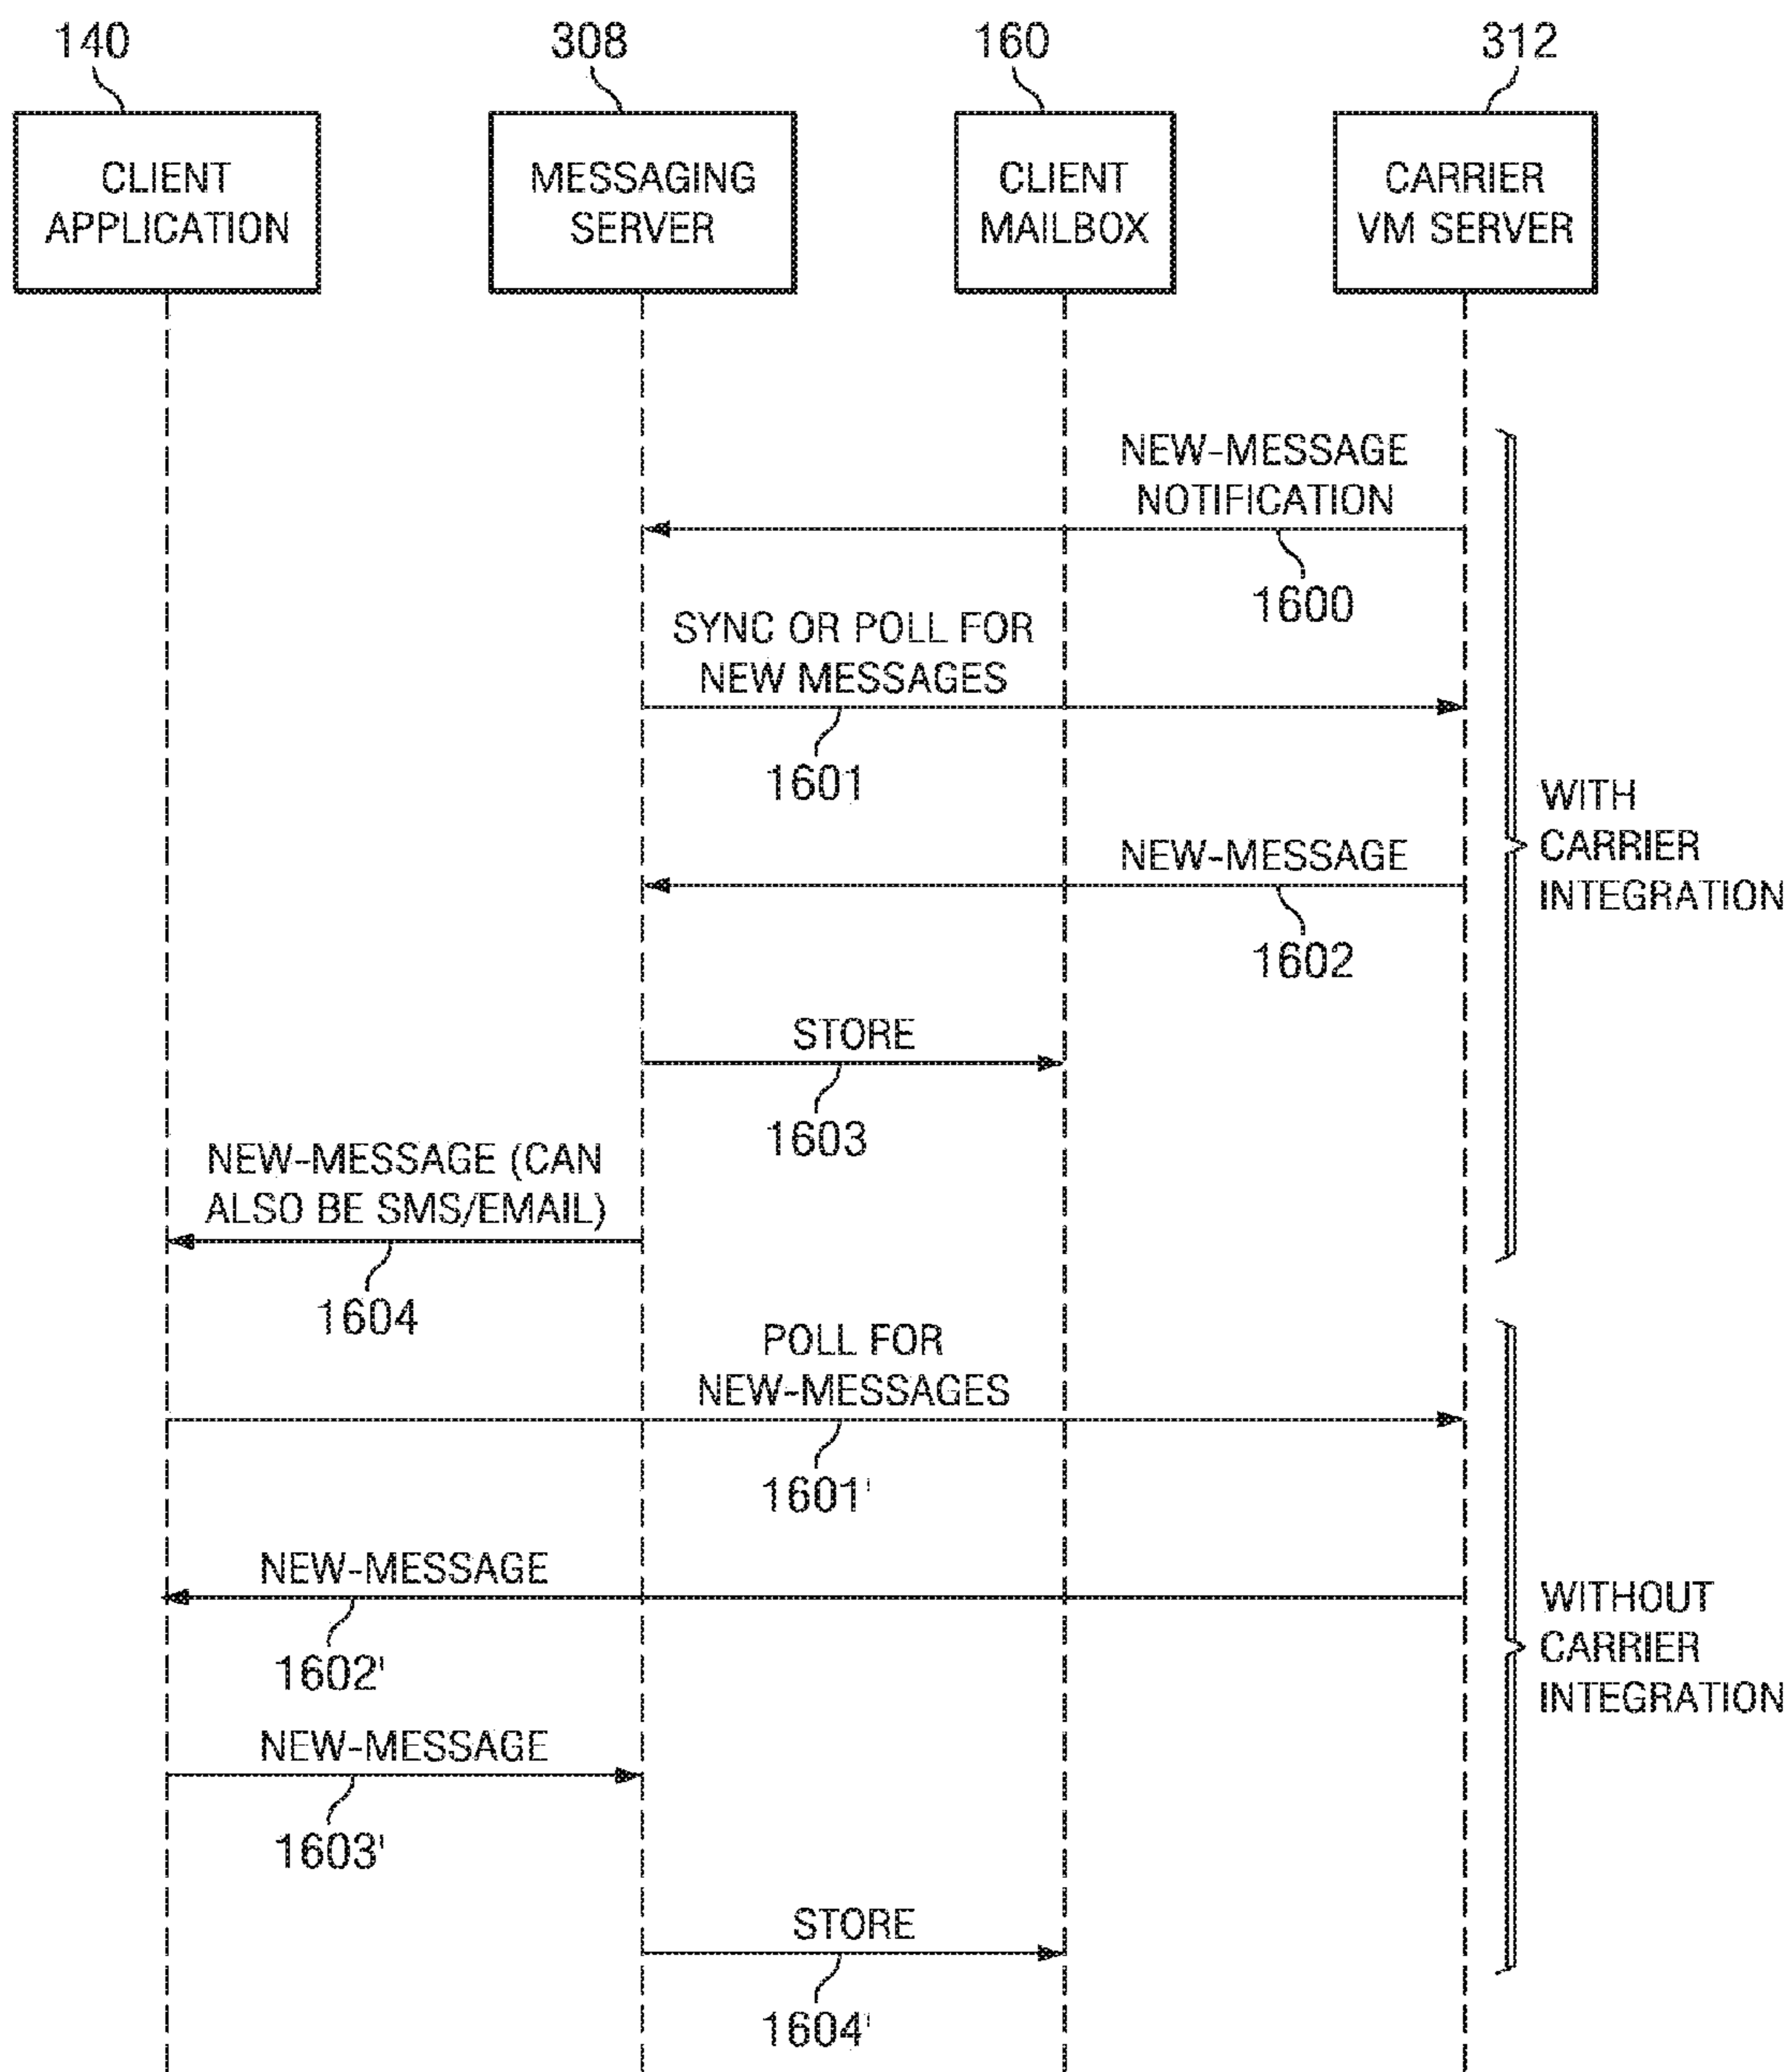 140
308
160
312
CLIENT
APPLICATION
MESSAGING
SERVER
CLIENT
MAILBOX
CARRIER
VM SERVER
NEW-MESSAGE
NOTIFICATION
1600
SYNC OR POLL FOR
NEW MESSAGES
1601
WITH
CARRIER
INTEGRATION
NEW-MESSAGE
1602
STORE
1603
NEW-MESSAGE (CAN
ALSO BE SMS/EMAIL)
1604
POLL FOR
NEW-MESSAGES
1601'
NEW-MESSAGE
1602'
WITHOUT
CARRIER
INTEGRATION
NEW-MESSAGE
1603'
STORE
1604'